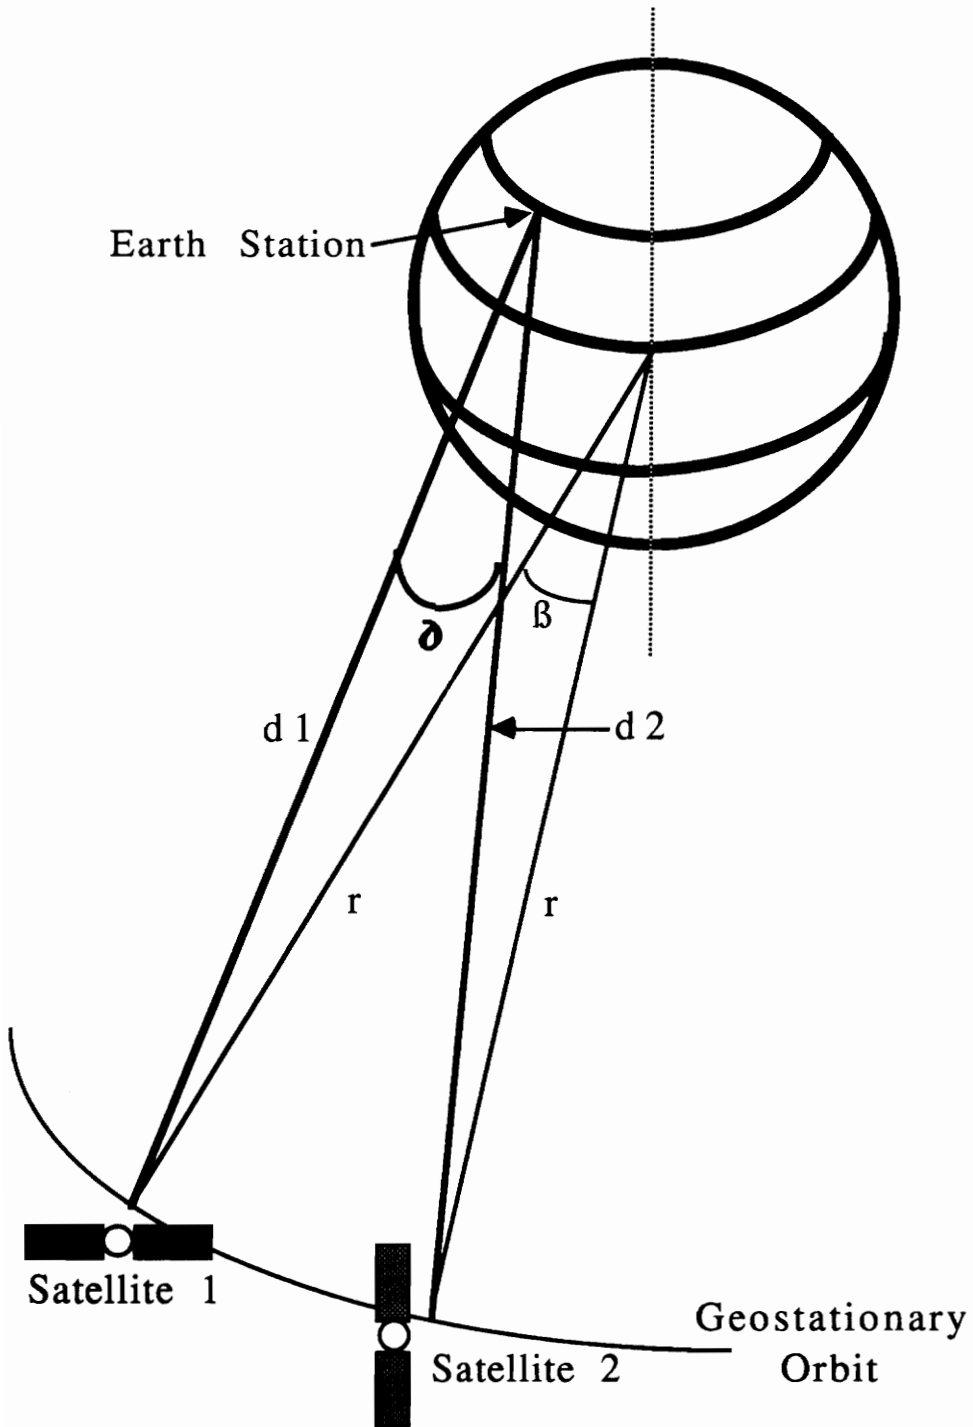 Earth Station
∂
ß
d 1
d 2
r
r
Satellite 1
Geostationary
Orbit
Satellite 2